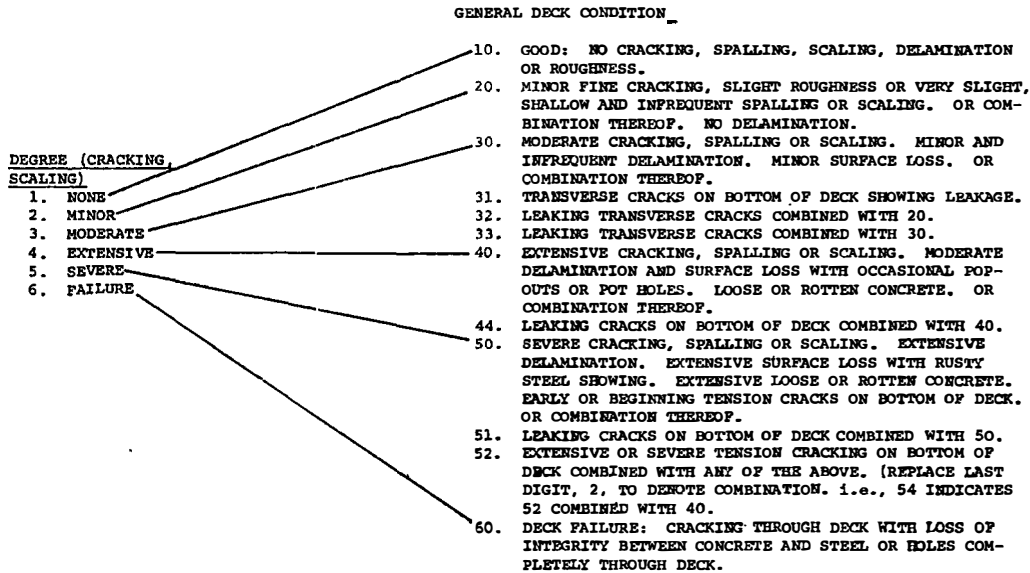 GENERAL DECK CONDITION
10. GOOD: NO CRACKING, SPALLING, SCALING, DELAMINATION
OR ROUGHNESS.
20. MINOR FINE CRACKING, SLIGHT ROUGHNESS OR VERY SLIGHT,
SHALLOW AND INFREQUENT SPALLING OR SCALING. OR COM-
BINATION THEREOF. NO DELAMINATION.
30. MODERATE CRACKING, SPALLING OR SCALING. MINOR AND
INFREQUENT DELAMINATION. MINOR SURFACE LOSS. OR
COMBINATION THEREOF.
31. TRANSVERSE CRACKS ON BOTTOM OF DECK SHOWING LEAKAGE.
32. LEAKING TRANSVERSE CRACKS COMBINED WITH 20.
33. LEAKING TRANSVERSE CRACKS COMBINED WITH 30.
40. EXTENSIVE CRACKING, SPALLING OR SCALING. MODERATE
DELAMINATION AND SURFACE LOSS WITH OCCASIONAL POP-
OUTS OR POT HOLES. LOOSE OR ROTTEN CONCRETE. OR
COMBINATION THEREOF.
44. LEAKING CRACKS ON BOTTOM OF DECK COMBINED WITH 40.
50. SEVERE CRACKING, SPALLING OR SCALING. EXTENSIVE
DELAMINATION. EXTENSIVE SURFACE LOSS WITH RUSTY
STEEL SHOWING. EXTENSIVE LOOSE OR ROTTEN CONCRETE.
EARLY OR BEGINNING TENSION CRACKS ON BOTTOM OF DECK.
OR COMBINATION THEREOF.
51. LEAKING CRACKS ON BOTTOM OF DECK COMBINED WITH 50.
52. EXTENSIVE OR SEVERE TENSION CRACKING ON BOTTOM OF
DECK COMBINED WITH ANY OF THE ABOVE. (REPLACE LAST
DIGIT, 2, TO DENOTE COMBINATION. i.e., 54 INDICATES
52 COMBINED WITH 40.
60. DECK FAILURE: CRACKING THROUGH DECK WITH LOSS OF
INTEGRITY BETWEEN CONCRETE AND STEEL OR HOLES COM-
PLETELY THROUGH DECK.
DEGREE (CRACKING,
SCALING)
1. NONE
2. MINOR
3. MODERATE
4. EXTENSIVE
5. SEVERE
6. FAILURE